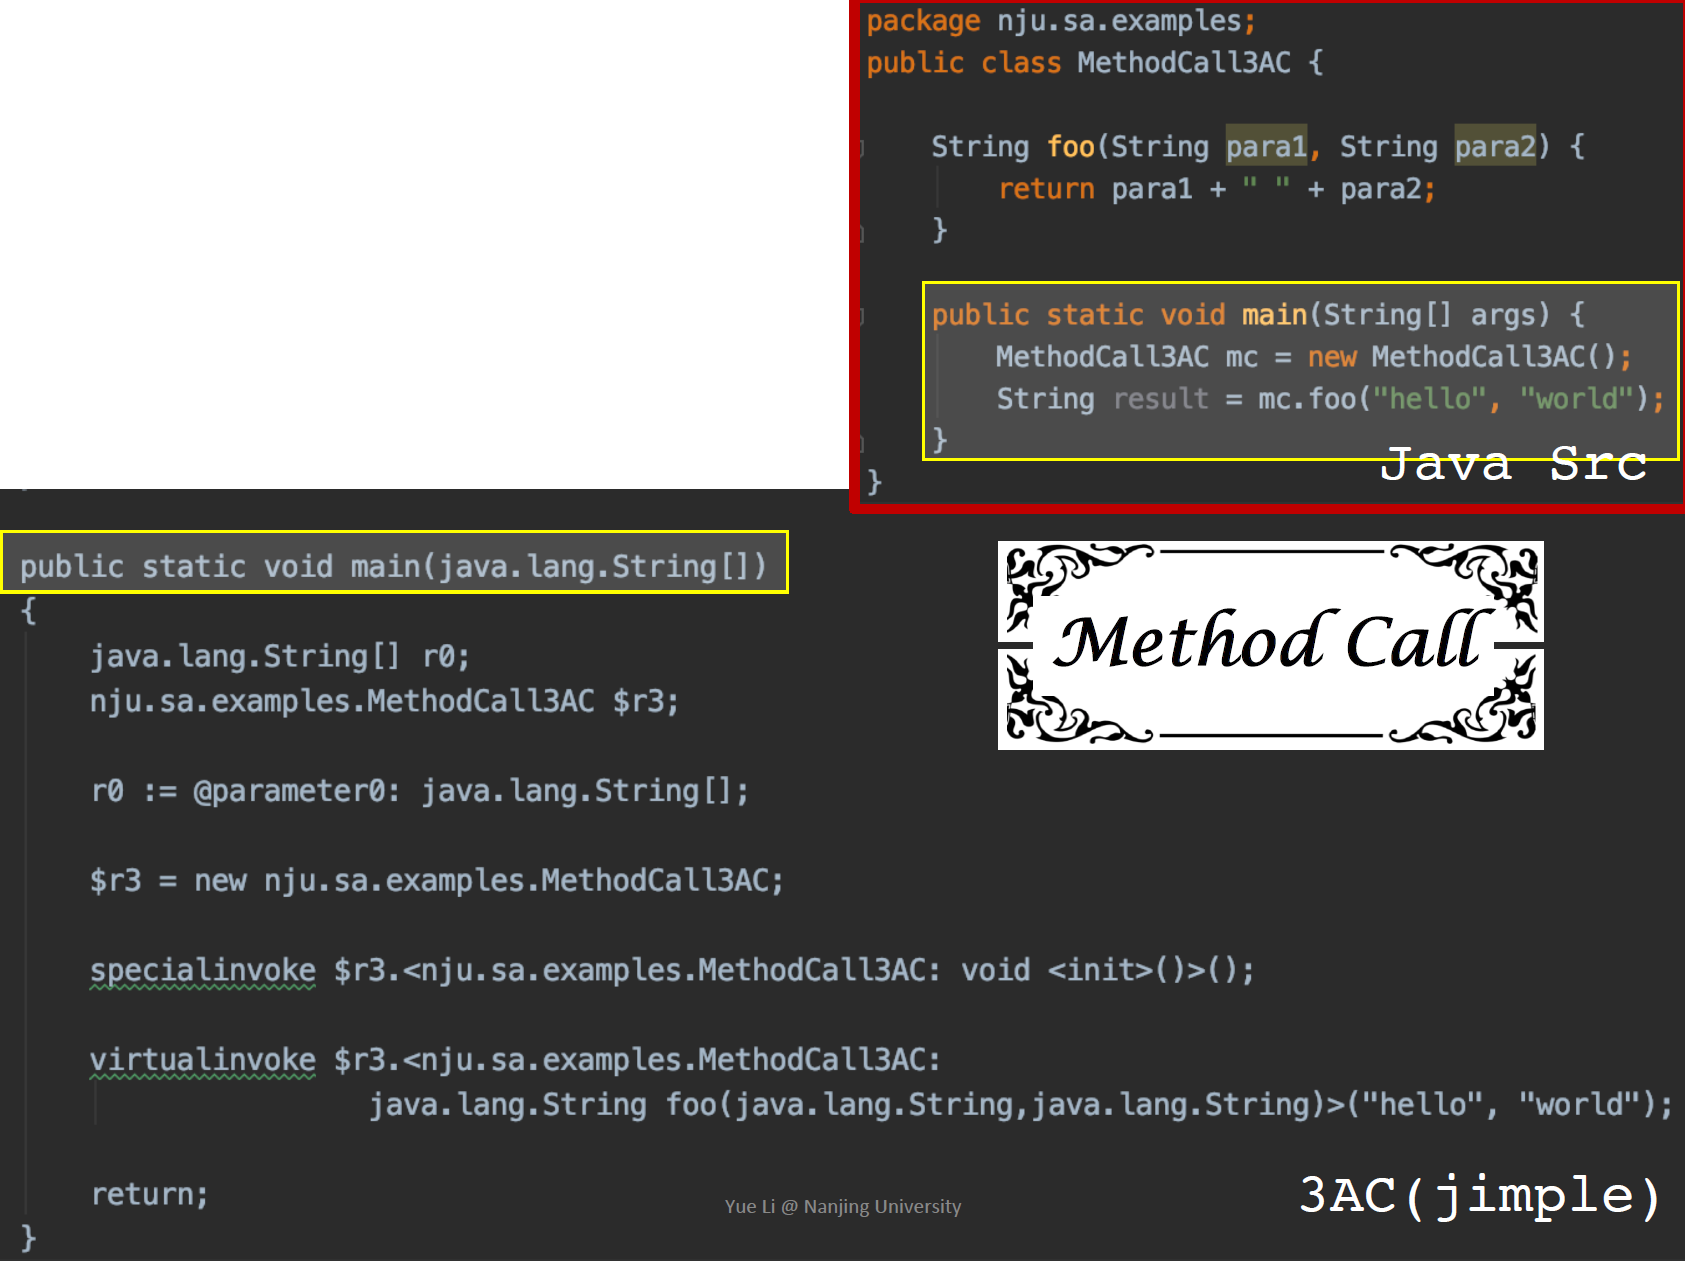 package nju.sa.examples;
public class MethodCall3AC {
String foo(String para1, String para2) {
return para1 + " " + para2;
}
public static void main(String[] args) {
MethodCall3AC mc = new MethodCall3AC();
String result = mc.foo("hello", "world");
}
}
Java Src
public static void main(java.lang.String[])
{
java.lang.String[] r0;
nju.sa.examples.MethodCall3AC $r3;
r0 := @parameter0: java.lang.String[];
$r3 = new nju.sa.examples.MethodCall3AC;
specialinvoke $r3.<nju.sa.examples.MethodCall3AC: void <init>()>();
virtualinvoke $r3.<nju.sa.examples.MethodCall3AC:
java.lang.String foo(java.lang.String,java.lang.String)>("hello", "world");
return;
}
Method Call
3AC(jimple)
Yue Li @ Nanjing University